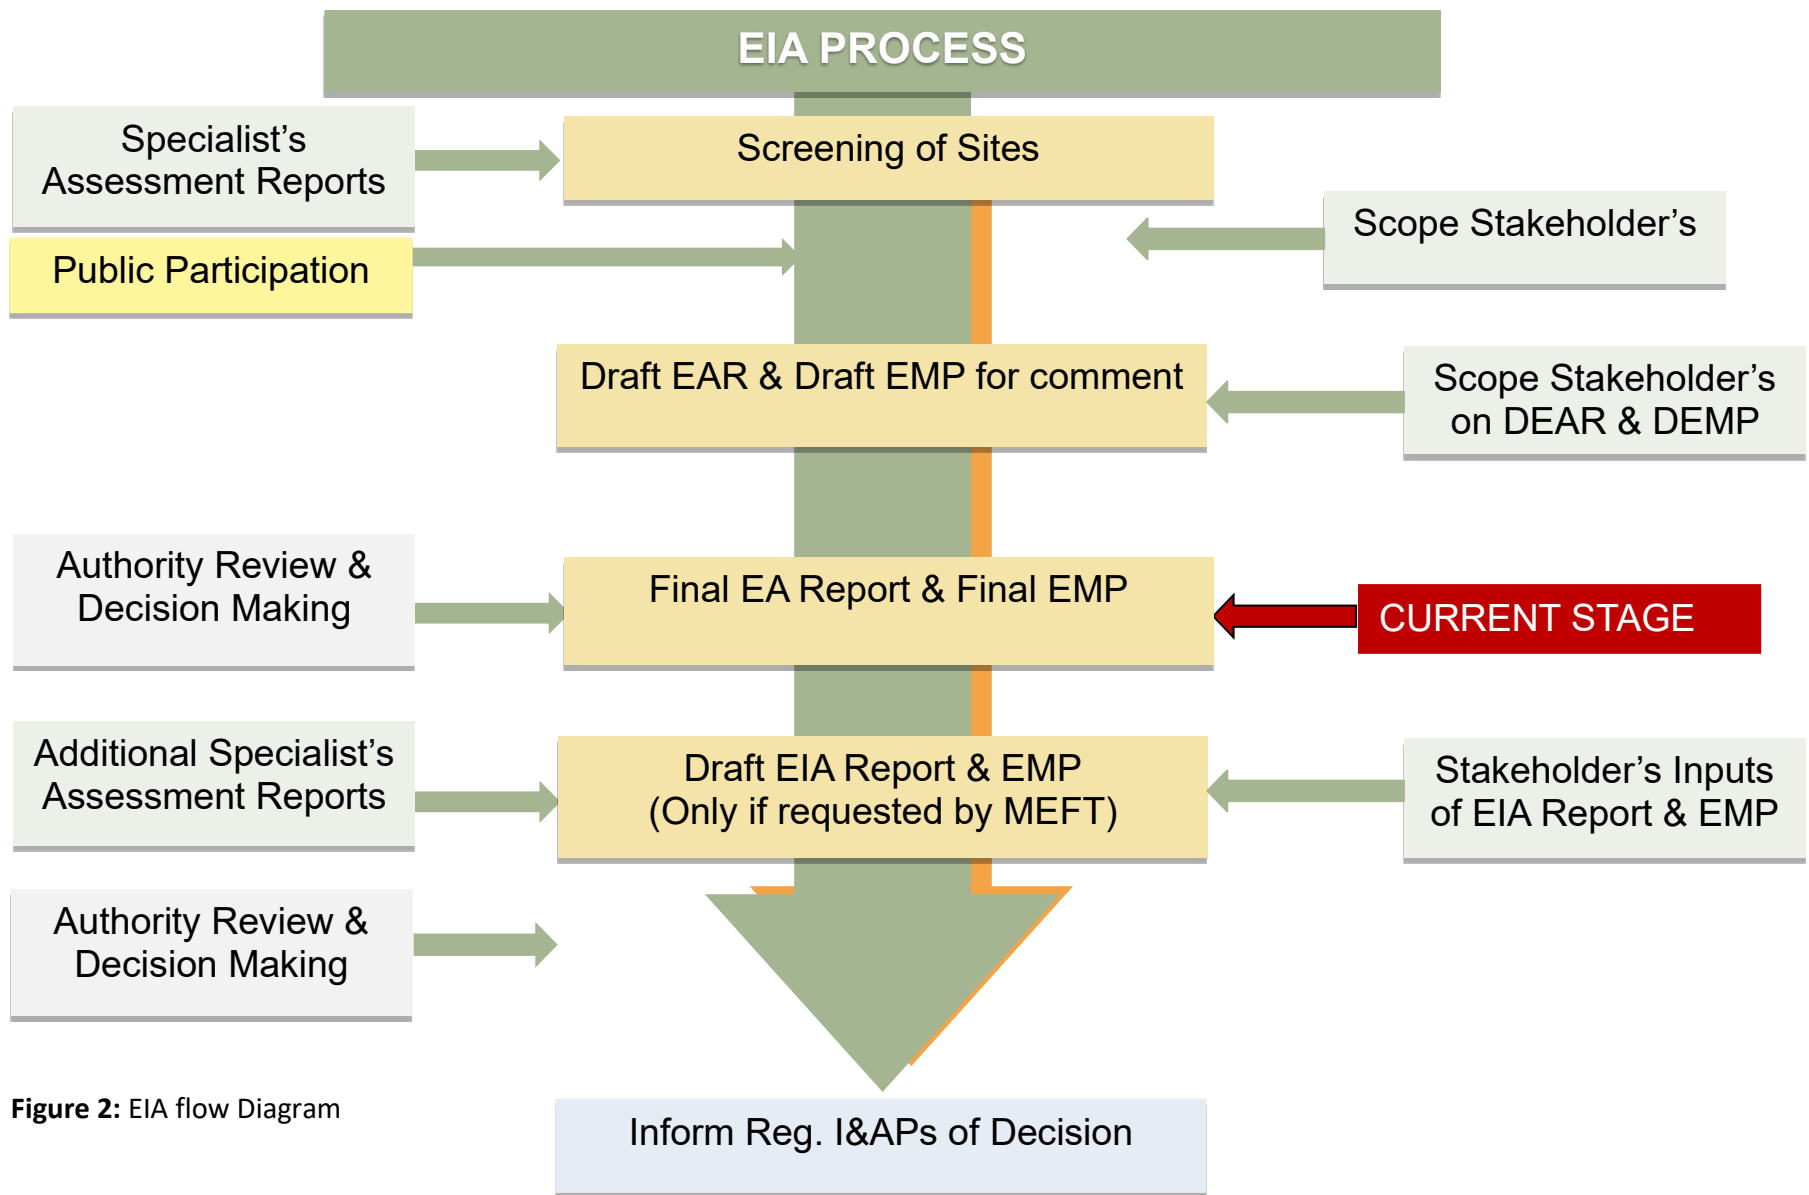 EIA PROCESS
Specialist’s
Assessment Reports
Screening of Sites
Scope Stakeholder’s
Public Participation
Draft EAR & Draft EMP for comment
Scope Stakeholder’s
on DEAR & DEMP
Authority Review &
Decision Making
Final EA Report & Final EMP
CURRENT STAGE
Additional Specialist’s
Assessment Reports
Draft EIA Report & EMP
(Only if requested by MEFT)
Stakeholder’s Inputs
of EIA Report & EMP
Authority Review &
Decision Making
Figure 2: EIA flow Diagram
Inform Reg. I&APs of Decision